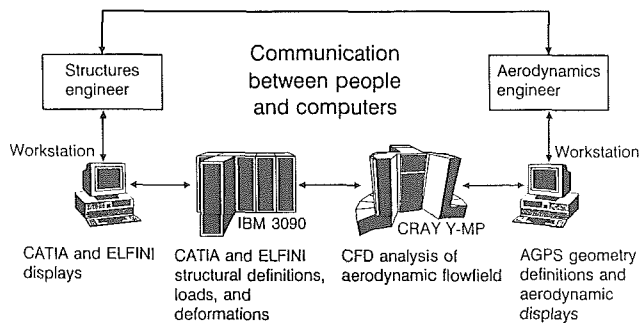 Communication
between people
and computers
Structures
engineer
Aerodynamics
engineer
Workstation
Workstation
IBM 3090
CRAY Y-MP
CATIA and ELFINI
displays
CATIA and ELFINI
structural definitions,
loads, and
deformations
CFD analysis of
aerodynamic flowfield
AGPS geometry
definitions and
aerodynamic
displays